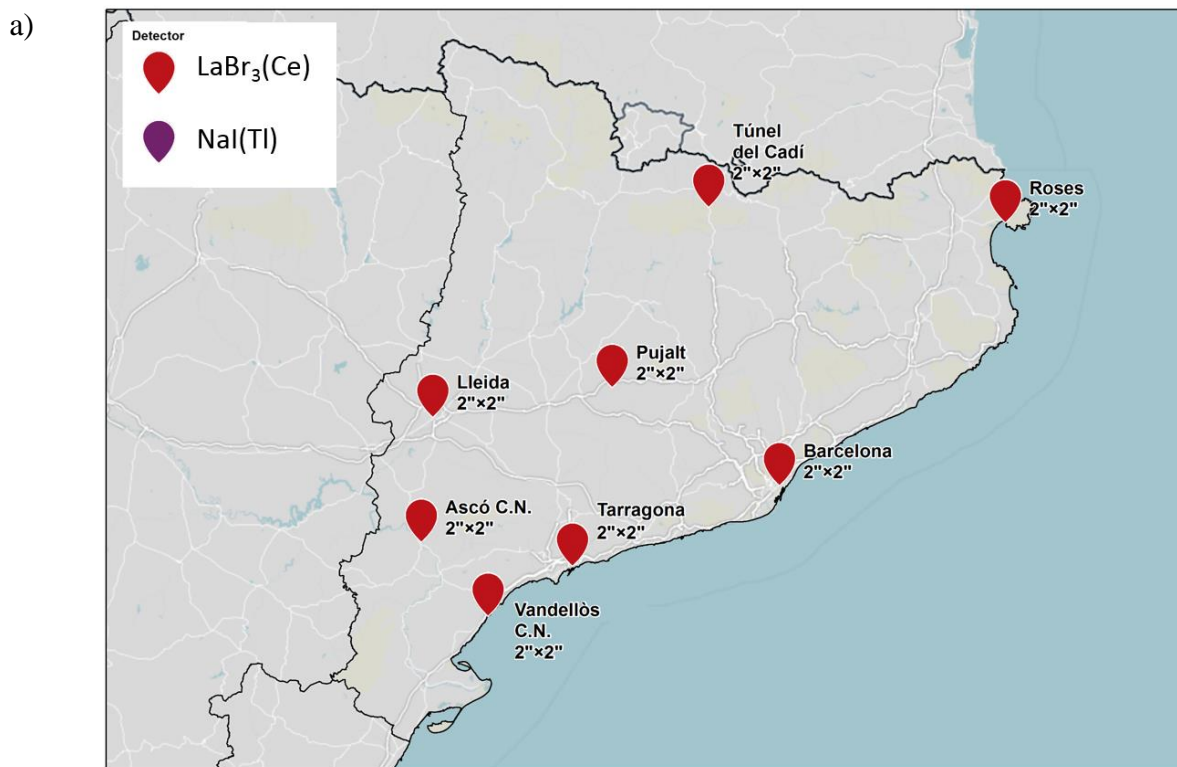 a)
Detector
LaBr₃(Ce)
NaI(Tl)
Túnel
del Cadí
2"×2"
Roses
2"×2"
Pujalt
2"×2"
Lleida
2"×2"
Barcelona
2"×2"
Ascó C.N.
2"×2"
Tarragona
2"×2"
Vandellòs
C.N.
2"×2"